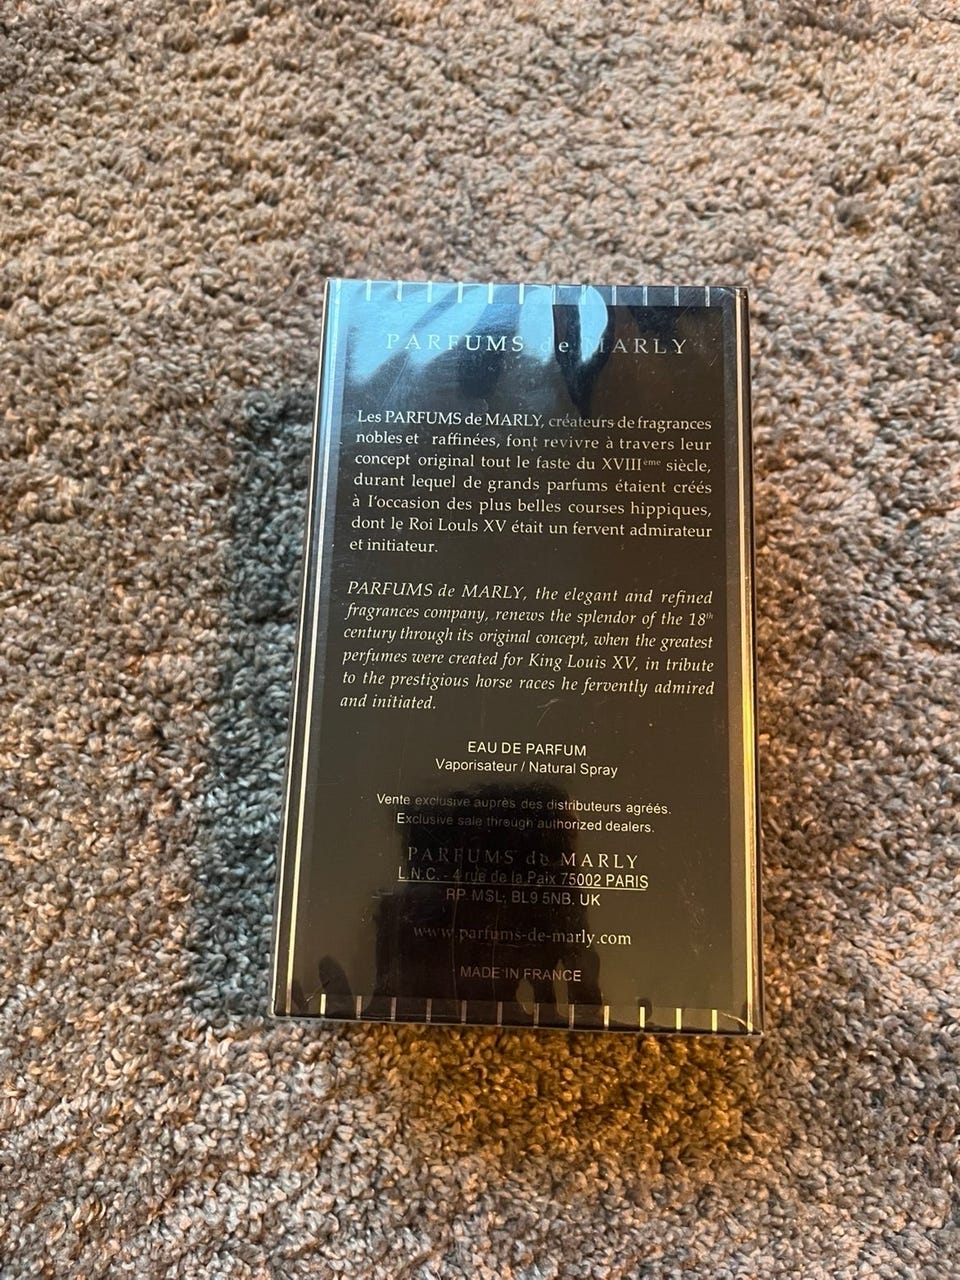 PARFUMS de MARLY
Les PARFUMS de MARLY, créateurs de fragrances
nobles et raffinées, font revivre à travers leur
concept original tout le faste du XVIIIème siècle,
durant lequel de grands parfums étaient créés
à l'occasion des plus belles courses hippiques,
dont le Roi Louls XV était un fervent admirateur
et initiateur.
PARFUMS de MARLY, the elegant and refined
fragrances company, renews the splendor of the 18th
century through its original concept, when the greatest
perfumes were created for King Louis XV, in tribute
to the prestigious horse races he fervently admired
and initiated.
EAU DE PARFUM
Vaporisateur / Natural Spray
Vente exclusive auprès des distributeurs agréés.
Exclusive sale through authorized dealers.
PARFUMS de MARLY
L.N.C. - 4 rue de la Paix 75002 PARIS
RP. MSL, BL9 5NB. UK
www.parfums-de-marly.com
MADE IN FRANCE